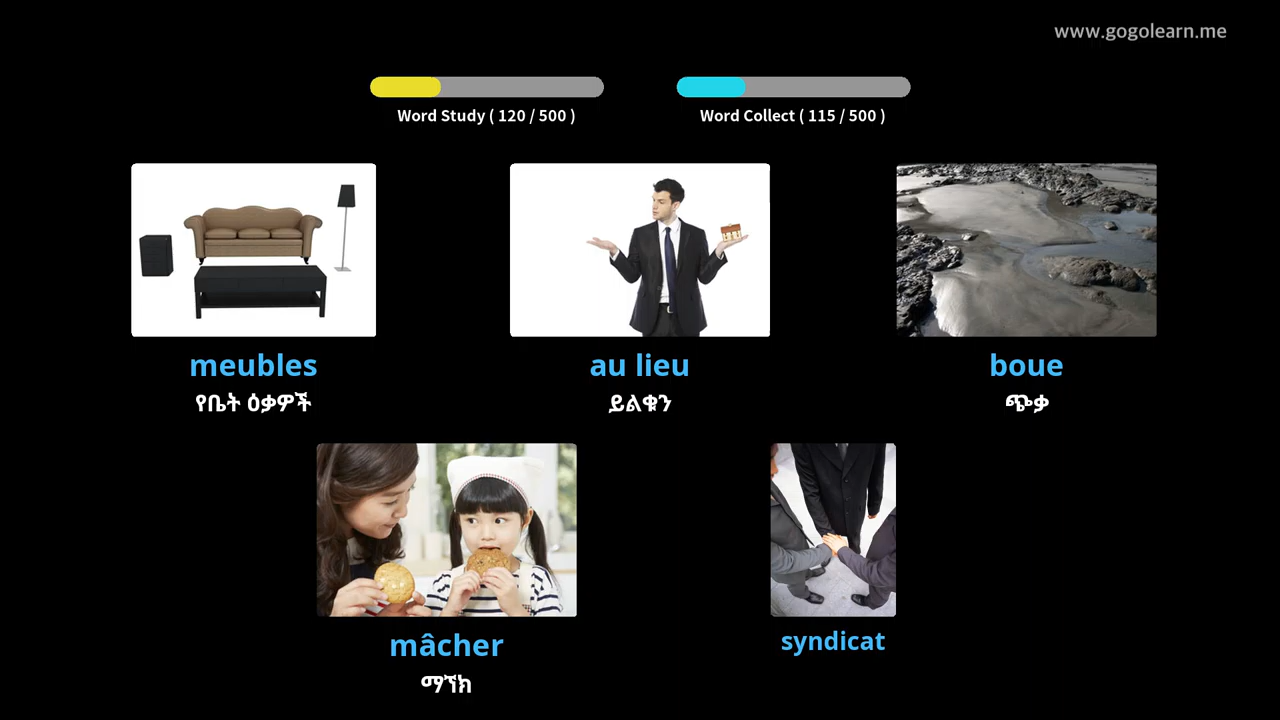 www.gogolearn.me
Word Study ( 120 / 500 )
Word Collect ( 115 / 500 )
meubles
የቤት ዕቃዎች
au lieu
ይልቁን
boue
ጭቃ
mâcher
ማኘክ
syndicat